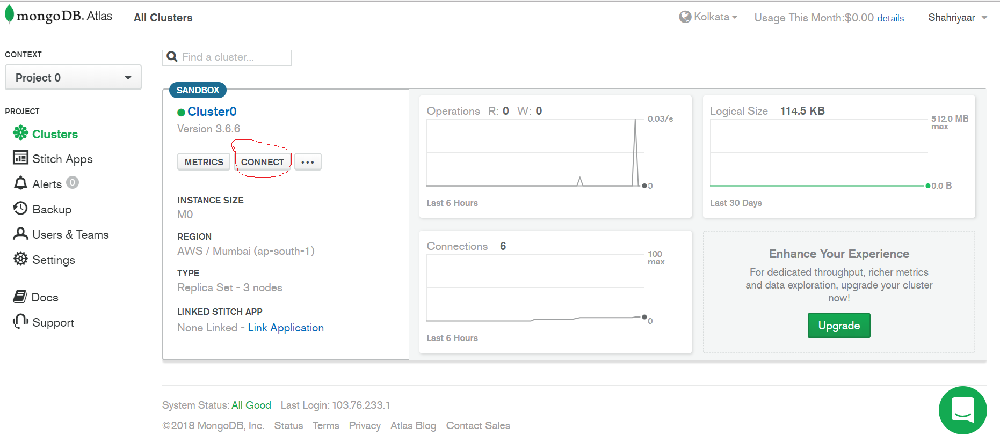 mongoDB. Atlas
All Clusters
Kolkata
Usage This Month:$0.00 details
Shahriyaar
CONTEXT
Project 0
PROJECT
Clusters
Stitch Apps
Alerts 0
Backup
Users & Teams
Settings
Docs
Support
Find a cluster...
SANDBOX
Cluster0
Version 3.6.6
METRICS
CONNECT
...
INSTANCE SIZE
M0
REGION
AWS / Mumbai (ap-south-1)
TYPE
Replica Set - 3 nodes
LINKED STITCH APP
None Linked - Link Application
Operations R: 0 W: 0
0.03/s
0
Last 6 Hours
Logical Size 114.5 KB
512.0 MB
max
0.0 B
Last 30 Days
Connections 6
100
max
0
Last 6 Hours
Enhance Your Experience
For dedicated throughput, richer metrics
and data exploration, upgrade your cluster
now!
Upgrade
System Status: All Good Last Login: 103.76.233.1
©2018 MongoDB, Inc. Status Terms Privacy Atlas Blog Contact Sales